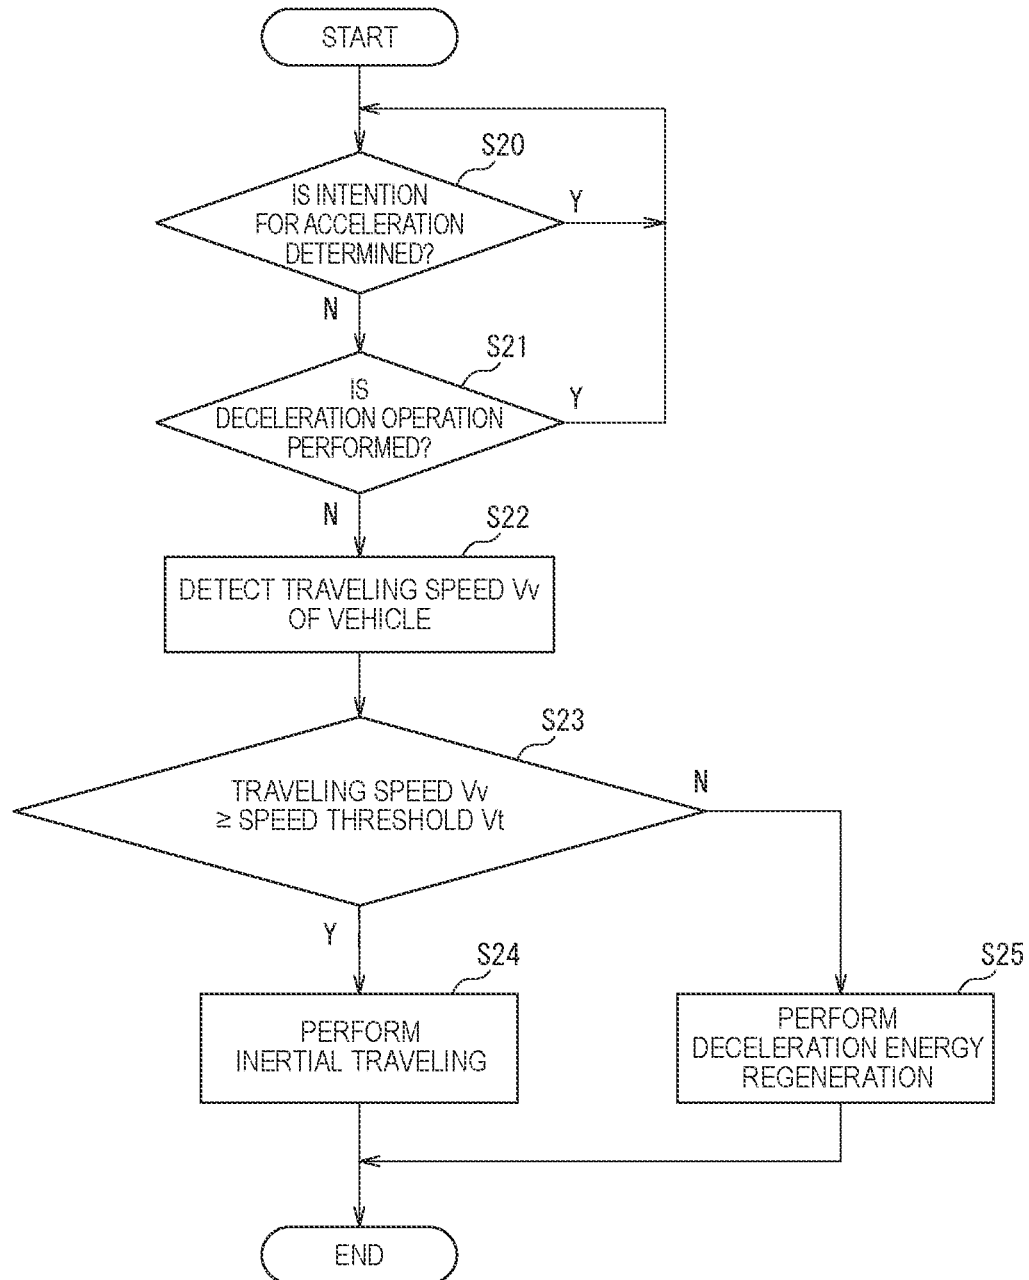 START
S20
IS INTENTION
FOR ACCELERATION
DETERMINED?
Y
N
S21
IS
DECELERATION OPERATION
PERFORMED?
Y
N
S22
DETECT TRAVELING SPEED Vv
OF VEHICLE
S23
TRAVELING SPEED Vv
≥ SPEED THRESHOLD Vt
N
Y
S24
PERFORM
INERTIAL TRAVELING
S25
PERFORM
DECELERATION ENERGY
REGENERATION
END